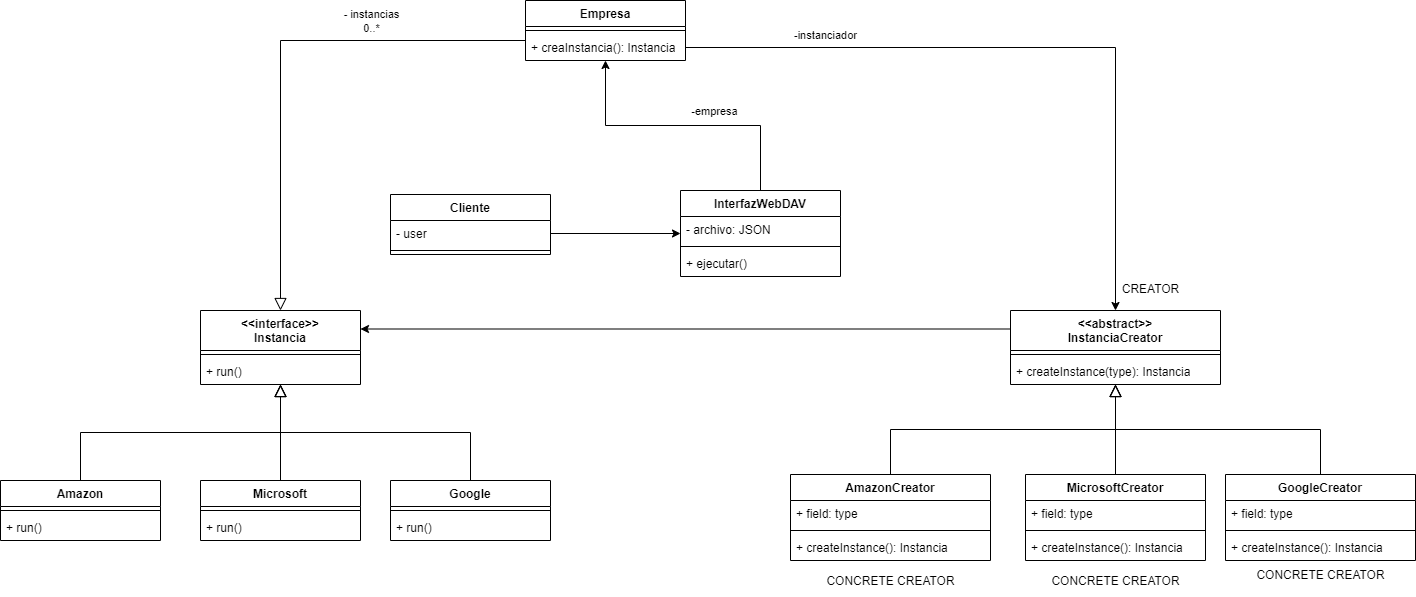 - instancias
0..*
Empresa
+ creaInstancia(): Instancia
-instanciador
-empresa
Cliente
- user
InterfazWebDAV
- archivo: JSON
+ ejecutar()
CREATOR
<<interface>>
Instancia
+ run()
<<abstract>>
InstanciaCreator
+ createInstance(type): Instancia
Amazon
+ run()
Microsoft
+ run()
Google
+ run()
AmazonCreator
+ field: type
+ createInstance(): Instancia
CONCRETE CREATOR
MicrosoftCreator
+ field: type
+ createInstance(): Instancia
CONCRETE CREATOR
GoogleCreator
+ field: type
+ createInstance(): Instancia
CONCRETE CREATOR